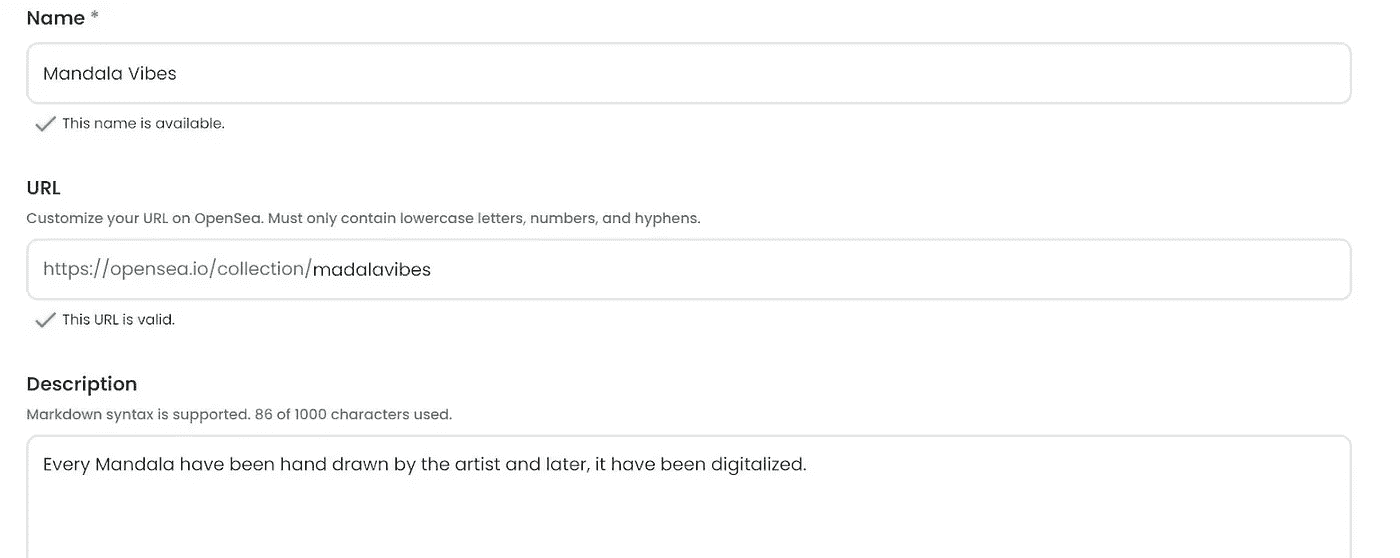 Name *
Mandala Vibes
This name is available.
URL
Customize your URL on OpenSea. Must only contain lowercase letters, numbers, and hyphens.
https://opensea.io/collection/madalavibes
This URL is valid.
Description
Markdown syntax is supported. 86 of 1000 characters used.
Every Mandala have been hand drawn by the artist and later, it have been digitalized.